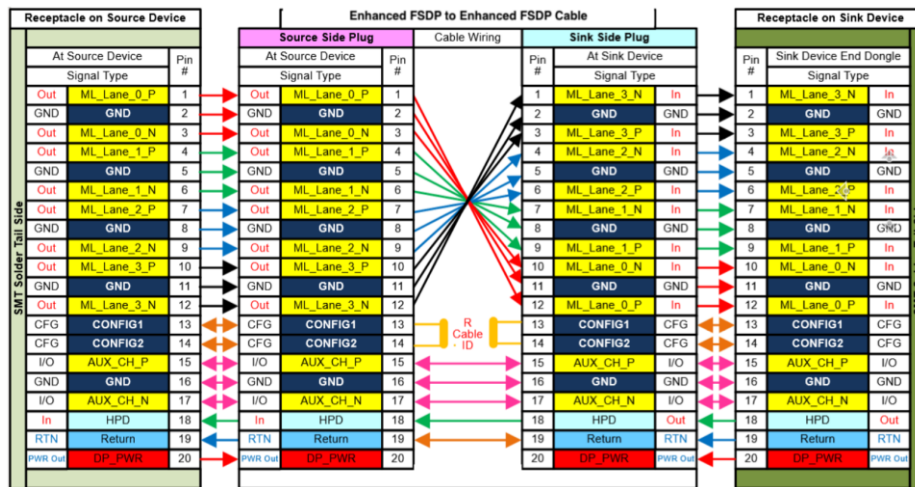 Receptacle on Source Device Enhanced FSDP to Enhanced FSDP Cable Receptacle on Sink Device
Source Side Plug Cable Wiring Sink Side Plug
At Source Device Pin # At Source Device Pin # Pin # At Sink Device Pin # Sink Device End Dongle
Signal Type Signal Type Signal Type Signal Type
Out ML_Lane_0_P 1 Out ML_Lane_0_P 1 1 ML_Lane_3_N In 1 ML_Lane_3_N In
GND GND 2 GND GND 2 2 GND GND 2 GND GND
Out ML_Lane_0_N 3 Out ML_Lane_0_N 3 3 ML_Lane_3_P In 3 ML_Lane_3_P In
Out ML_Lane_1_P 4 Out ML_Lane_1_P 4 4 ML_Lane_2_N In 4 ML_Lane_2_N In
GND GND 5 GND GND 5 5 GND GND 5 GND GND
Out ML_Lane_1_N 6 Out ML_Lane_1_N 6 6 ML_Lane_2_P In 6 ML_Lane_2_P In
Out ML_Lane_2_P 7 Out ML_Lane_2_P 7 7 ML_Lane_1_N In 7 ML_Lane_1_N In
GND GND 8 GND GND 8 8 GND GND 8 GND GND
Out ML_Lane_2_N 9 Out ML_Lane_2_N 9 9 ML_Lane_1_P In 9 ML_Lane_1_P In
Out ML_Lane_3_P 10 Out ML_Lane_3_P 10 10 ML_Lane_0_N In 10 ML_Lane_0_N In
GND GND 11 GND GND 11 11 GND GND 11 GND GND
Out ML_Lane_3_N 12 Out ML_Lane_3_N 12 12 ML_Lane_0_P In 12 ML_Lane_0_P In
CFG CONFIG1 13 CFG CONFIG1 13 R 13 CONFIG1 CFG 13 CONFIG1 CFG
Cable
CFG CONFIG2 14 CFG CONFIG2 14 ID 14 CONFIG2 CFG 14 CONFIG2 CFG
I/O AUX_CH_P 15 I/O AUX_CH_P 15 15 AUX_CH_P I/O 15 AUX_CH_P I/O
GND GND 16 GND GND 16 16 GND GND 16 GND GND
I/O AUX_CH_N 17 I/O AUX_CH_N 17 17 AUX_CH_N I/O 17 AUX_CH_N I/O
In HPD 18 In HPD 18 18 HPD Out 18 HPD Out
RTN Return 19 RTN Return 19 19 Return RTN 19 Return RTN
PWR Out DP_PWR 20 PWR Out DP_PWR 20 20 DP_PWR PWR Out 20 DP_PWR PWR Out
SMT Solder Tail Side